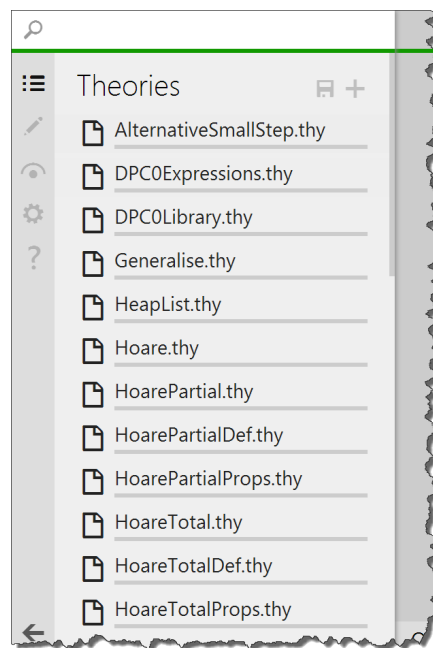 Theories
AlternativeSmallStep.thy
DPC0Expressions.thy
DPC0Library.thy
Generalise.thy
HeapList.thy
Hoare.thy
HoarePartial.thy
HoarePartialDef.thy
HoarePartialProps.thy
HoareTotal.thy
HoareTotalDef.thy
HoareTotalProps.thy